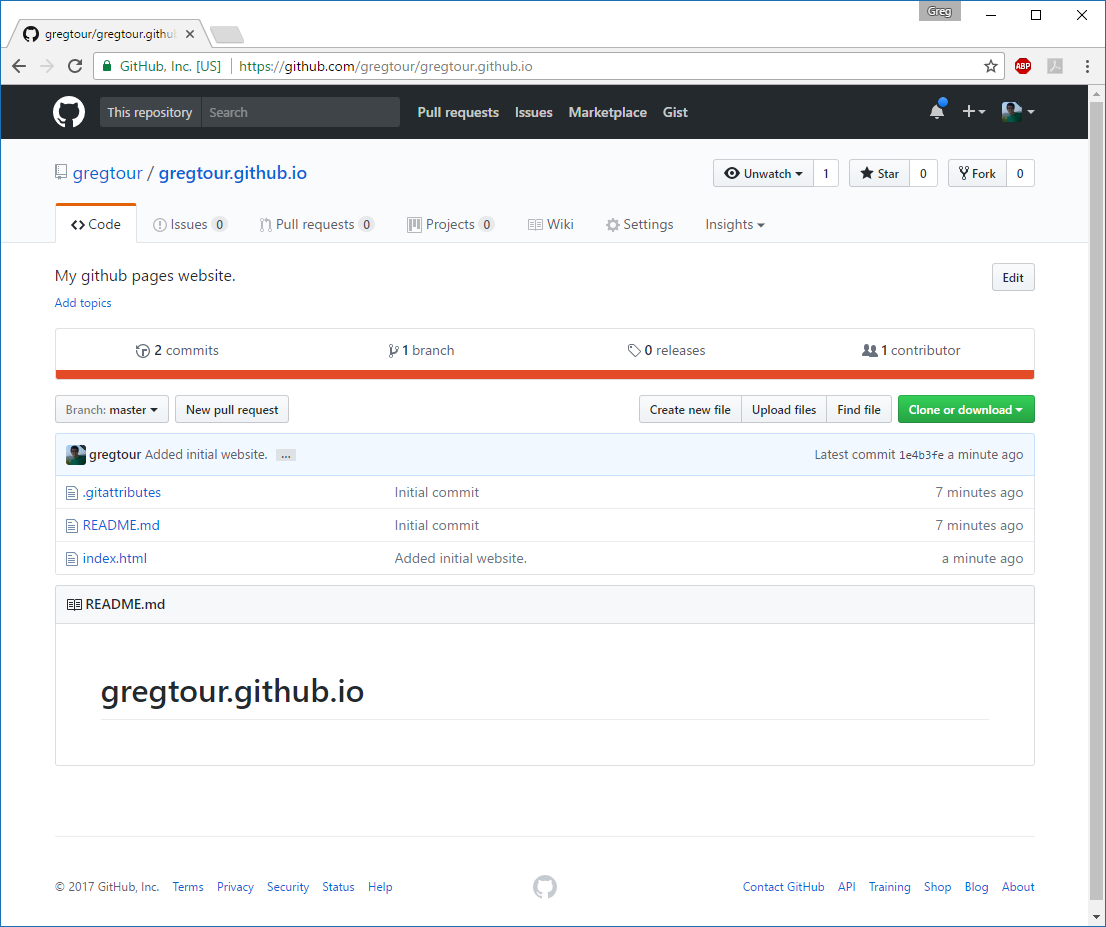 Greg
gregtour/gregtour.githu
GitHub, Inc. [US] https://github.com/gregtour/gregtour.github.io
ABP
This repository Search Pull requests Issues Marketplace Gist
gregtour / gregtour.github.io
Unwatch 1 Star 0 Fork 0
Code Issues 0 Pull requests 0 Projects 0 Wiki Settings Insights
My github pages website.
Edit
Add topics
2 commits 1 branch 0 releases 1 contributor
Branch: master New pull request Create new file Upload files Find file Clone or download
gregtour Added initial website. … Latest commit 1e4b3fe a minute ago
.gitattributes Initial commit 7 minutes ago
README.md Initial commit 7 minutes ago
index.html Added initial website. a minute ago
README.md
gregtour.github.io
© 2017 GitHub, Inc. Terms Privacy Security Status Help Contact GitHub API Training Shop Blog About